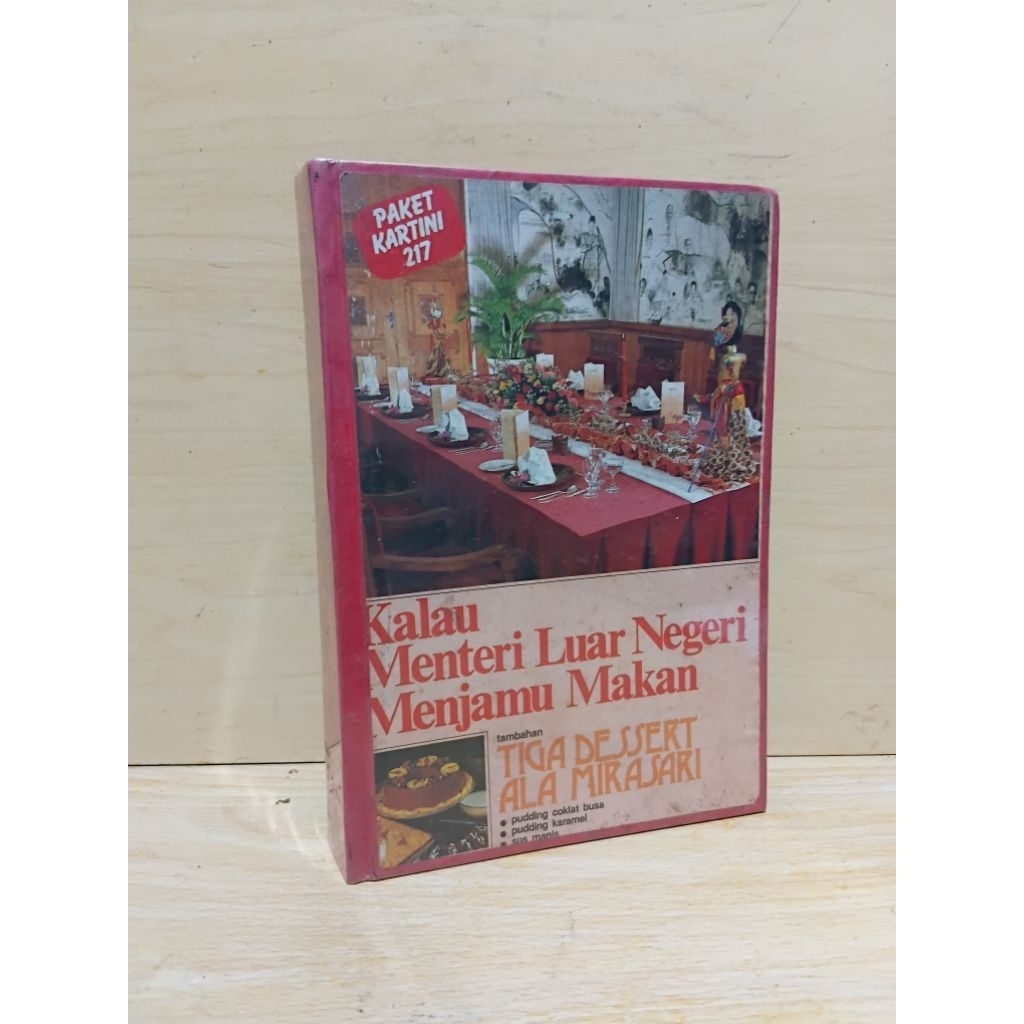 PAKET
KARTINI
217
Kalau
Menteri Luar Negeri
Menjamu Makan
tambahan
TIGA DESSERT
ALA MIRASARI
• pudding coklat busa
• pudding karamel
• sus manis